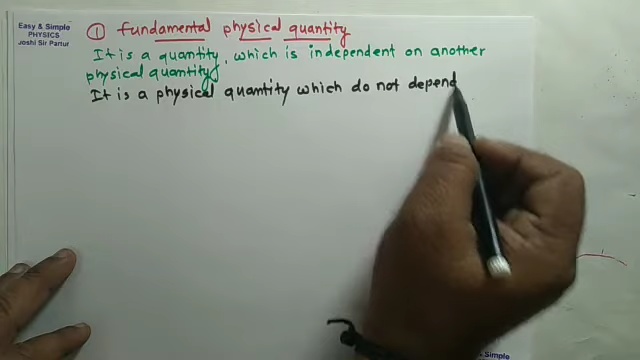 Easy & Simple
PHYSICS
Joshi Sir Partur
① fundamental physical quantity
It is a quantity, which is independent on another
physical quantity
It is a physical quantity which do not depend
Simple